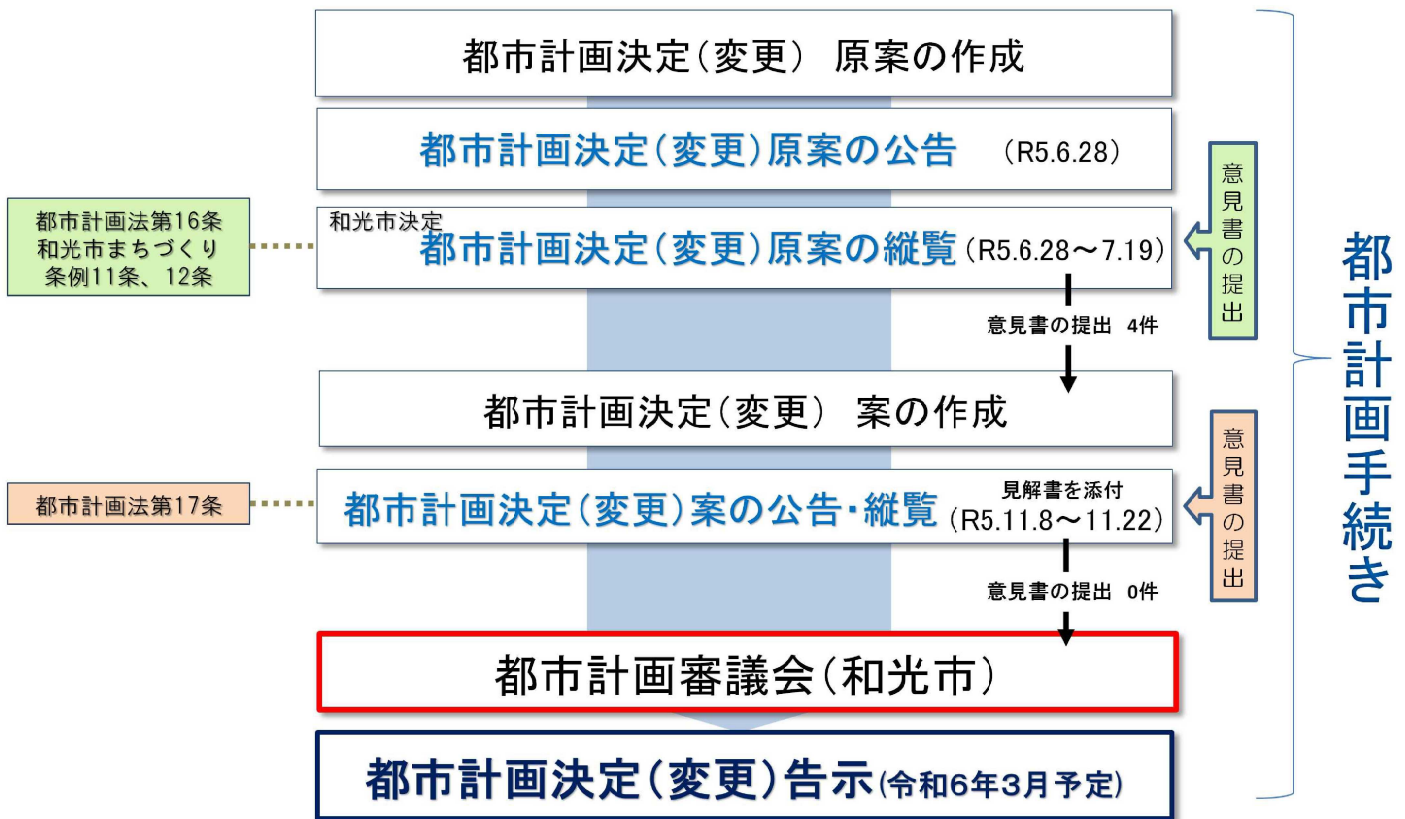 都市計画決定（変更） 原案の作成
都市計画決定（変更）原案の公告 （R5.6.28）
都市計画法第16条
和光市まちづくり
条例11条、12条
和光市決定
都市計画決定（変更）原案の縦覧（R5.6.28～7.19）
意見書の提出
意見書の提出 4件
都市計画決定（変更） 案の作成
都市計画法第17条
都市計画決定（変更）案の公告・縦覧
見解書を添付
（R5.11.8～11.22）
意見書の提出
意見書の提出 0件
都市計画審議会（和光市）
都市計画決定（変更）告示（令和6年3月予定）
都市計画手続き